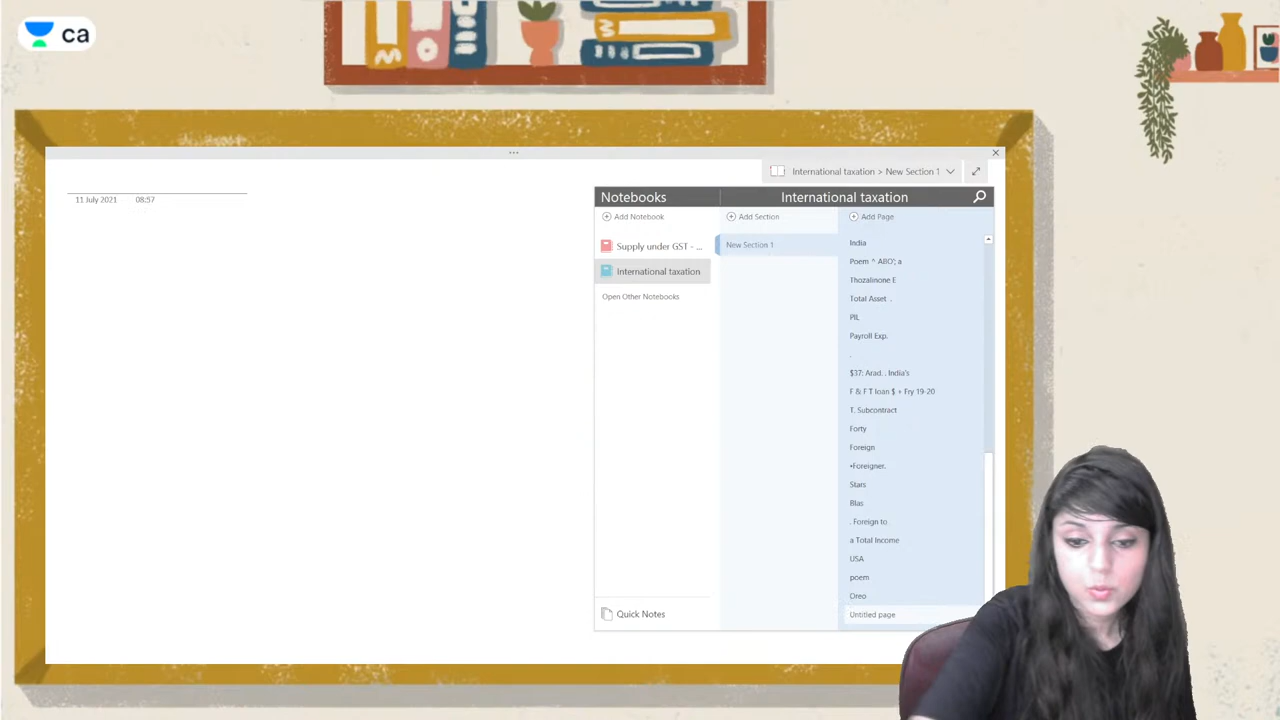 ca
International taxation > New Section 1
11 July 2021 08:57
Notebooks
International taxation
Add Notebook
Add Section
Add Page
Supply under GST - ...
International taxation
Open Other Notebooks
Quick Notes
New Section 1
India
Poem ^ ABO'; a
Thozalinone E
Total Asset .
PIL
Payroll Exp.
.
$37: Arad. . India's
F & F T loan $ + Fry 19-20
T. Subcontract
Forty
Foreign
•Foreigner.
Stars
Blas
. Foreign to
a Total Income
USA
poem
Oreo
Untitled page